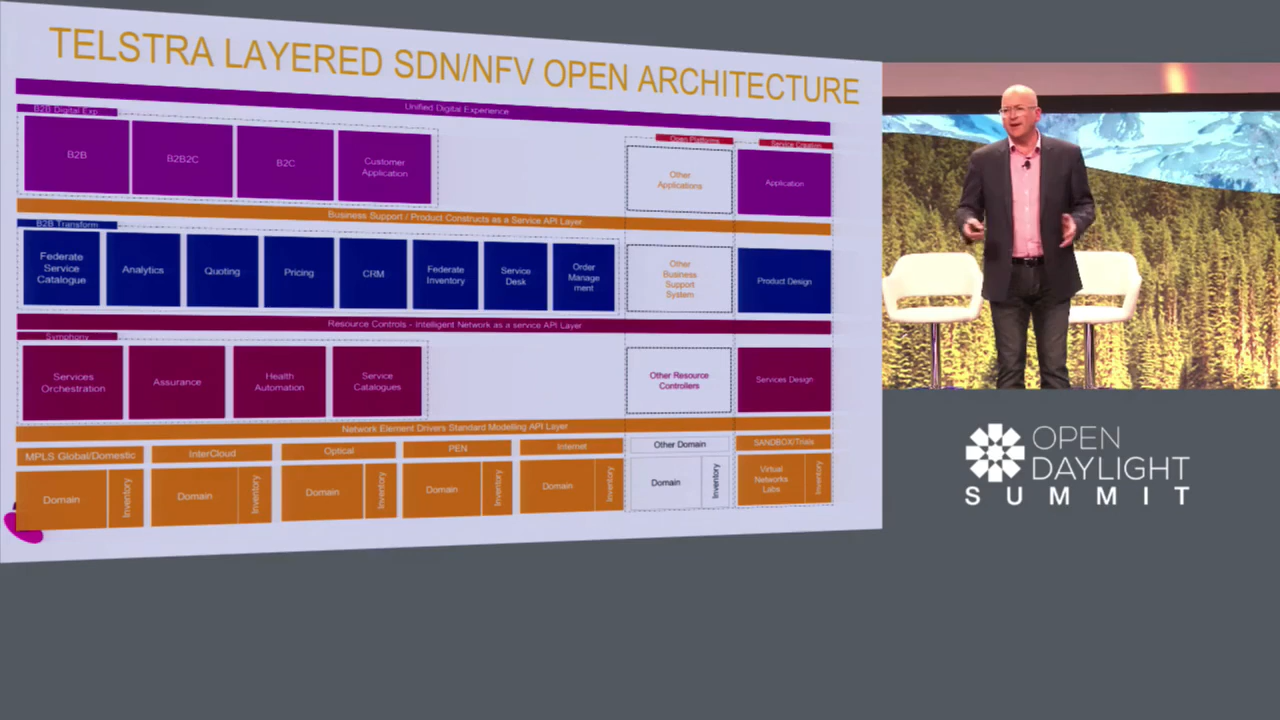 TELSTRA LAYERED SDN/NFV OPEN ARCHITECTURE
Unified Digital Experience
B2B Digital Exp
B2B
B2B2C
B2C
Customer
Application
Open Platforms
Other
Applications
Service Creation
Application
Business Support / Product Constructs as a Service API Layer
B2B Transform
Federate
Service
Catalogue
Analytics
Quoting
Pricing
CRM
Federate
Inventory
Service
Desk
Order
Manage
ment
Other
Business
Support
System
Product Design
Resource Controls - Intelligent Network as a service API Layer
Symphony
Services
Orchestration
Assurance
Health
Automation
Service
Catalogues
Other Resource
Controllers
Services Design
Network Element Drivers Standard Modelling API Layer
MPLS Global/Domestic
InterCloud
Optical
PEN
Internet
Other Domain
SANDBOX/Trials
Domain
Inventory
Domain
Inventory
Domain
Inventory
Domain
Inventory
Domain
Inventory
Domain
Inventory
Virtual
Networks
Labs
Inventory
OPEN
DAYLIGHT
SUMMIT